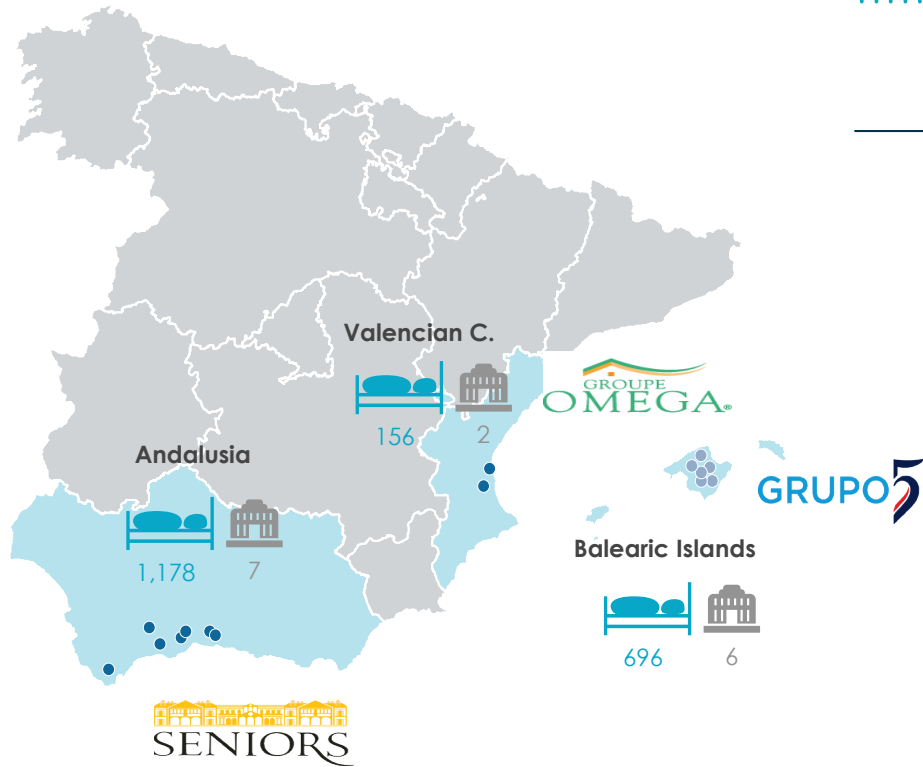 Valencian C.
156
2
GROUPE
OMEGA®
Andalusia
1,178
7
GRUPO5
Balearic Islands
696
6
SENIORS